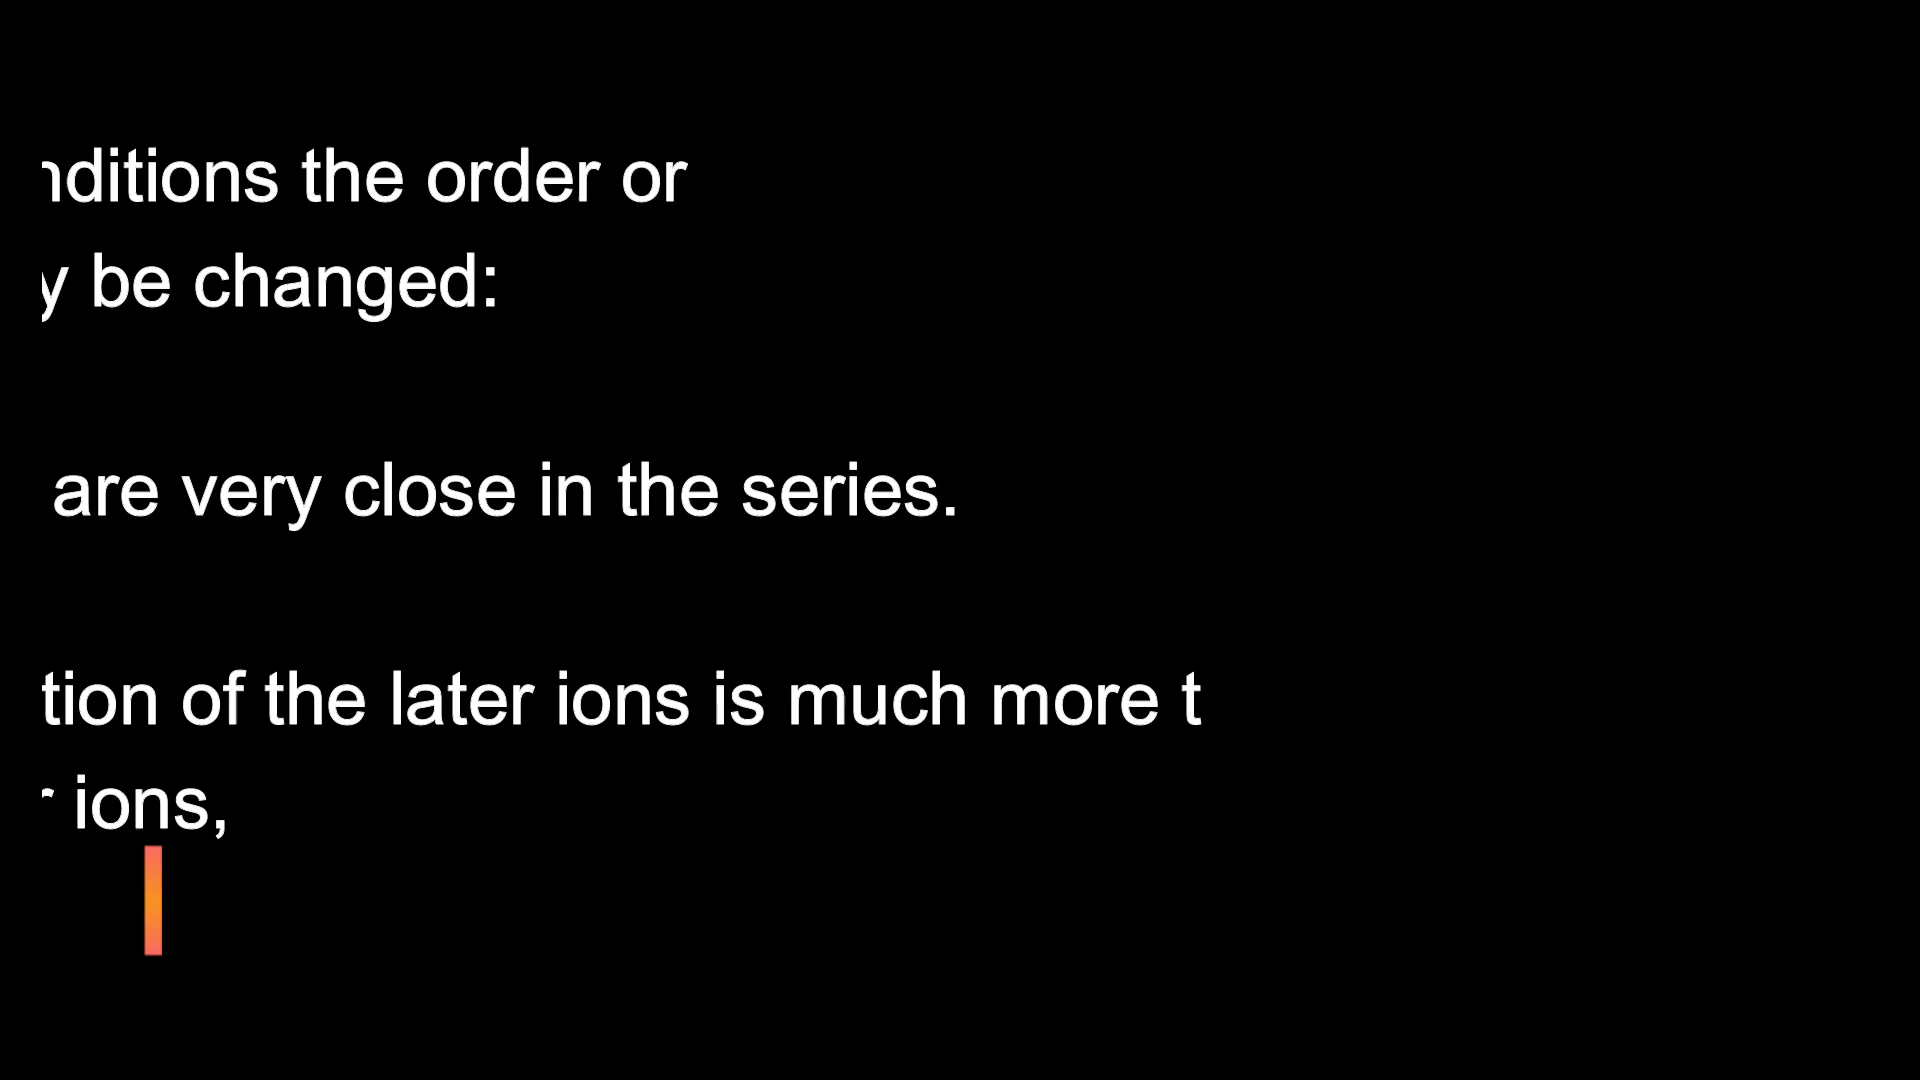 nditions the order or
y be changed:
are very close in the series.
tion of the later ions is much more t
ions,